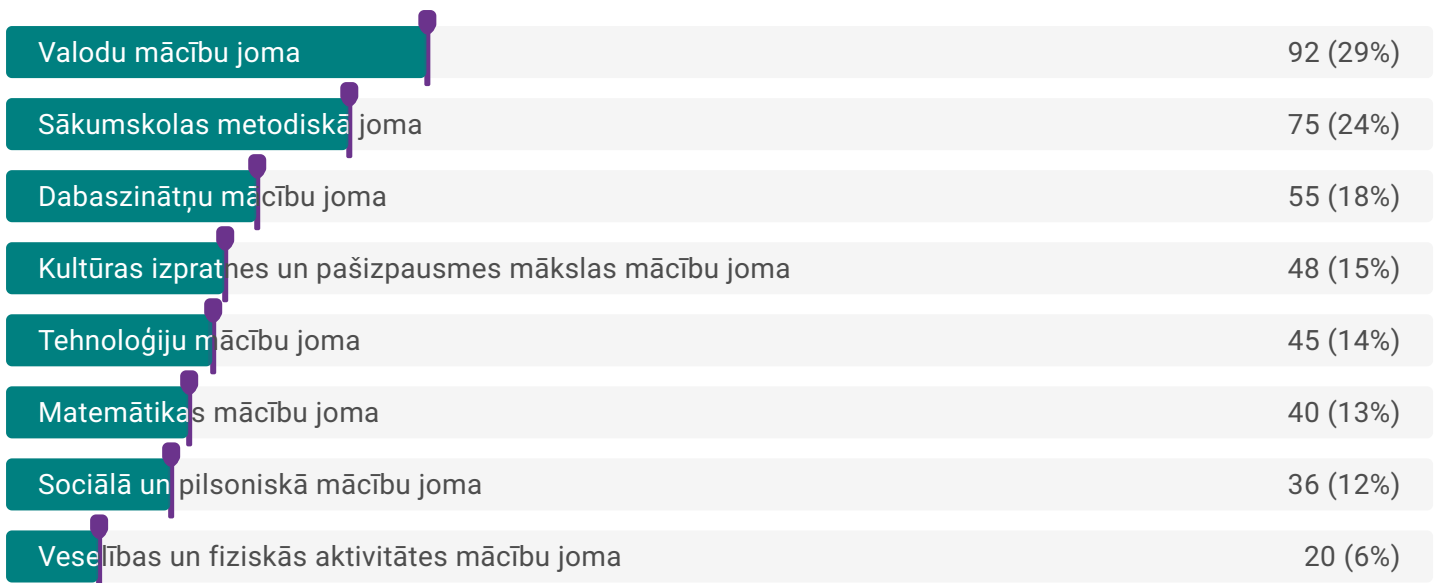 Valodu mācību joma 92 (29%)
Sākumskolas metodiskā joma 75 (24%)
Dabaszinātņu mācību joma 55 (18%)
Kultūras izpratnes un pašizpausmes mākslas mācību joma 48 (15%)
Tehnoloģiju mācību joma 45 (14%)
Matemātikas mācību joma 40 (13%)
Sociālā un pilsoniskā mācību joma 36 (12%)
Veselības un fiziskās aktivitātes mācību joma 20 (6%)